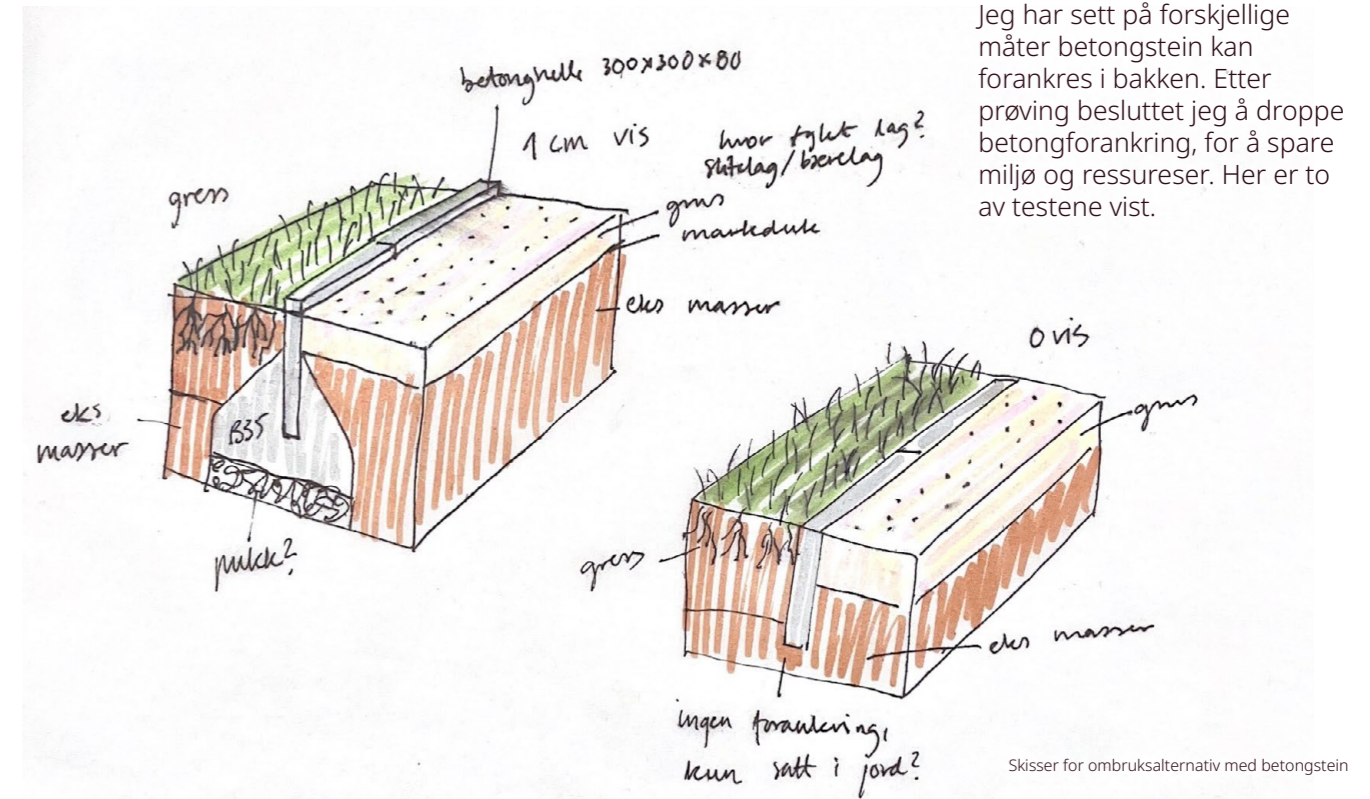 Jeg har sett på forskjellige
måter betongstein kan
forankres i bakken. Etter
prøving besluttet jeg å droppe
betongforankring, for å spare
miljø og ressureser. Her er to
av testene vist.
betonghelle 300x300x80
1 cm vis
hvor tykt lag?
slitelag/bærelag
gress
grus
markduk
eks masser
eks
masser
B35
pukk?
0 vis
grus
gress
eks masser
ingen forankring,
kun satt i jord?
Skisser for ombruksalternativ med betongstein